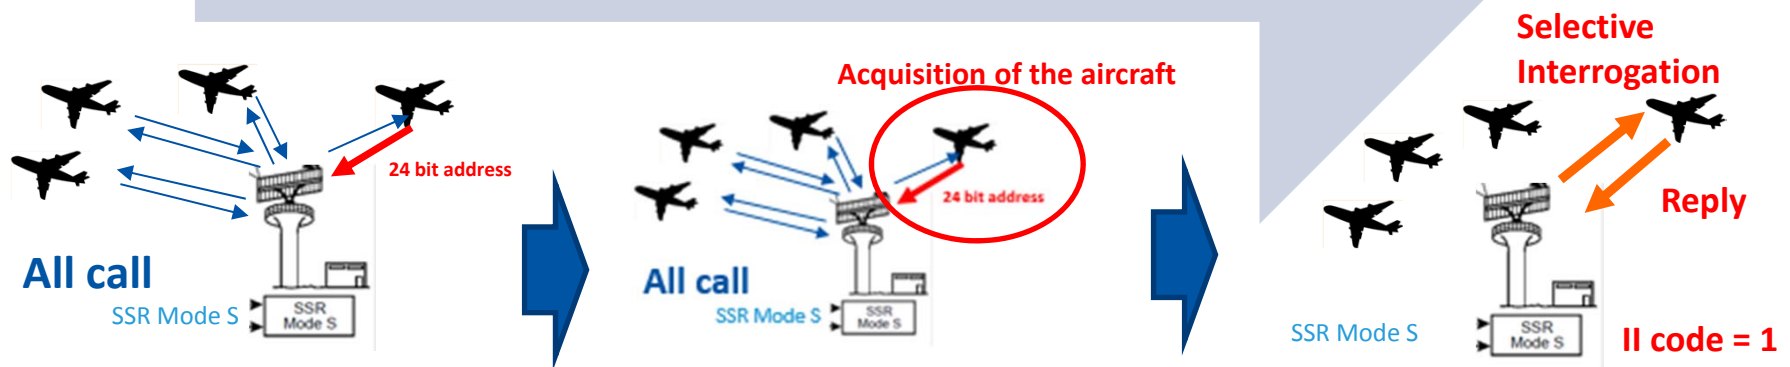 24 bit address
All call
SSR Mode S
SSR
Mode S
Acquisition of the aircraft
24 bit address
All call
SSR Mode S
SSR
Mode S
Selective
Interrogation
Reply
SSR Mode S
SSR
Mode S
II code = 1